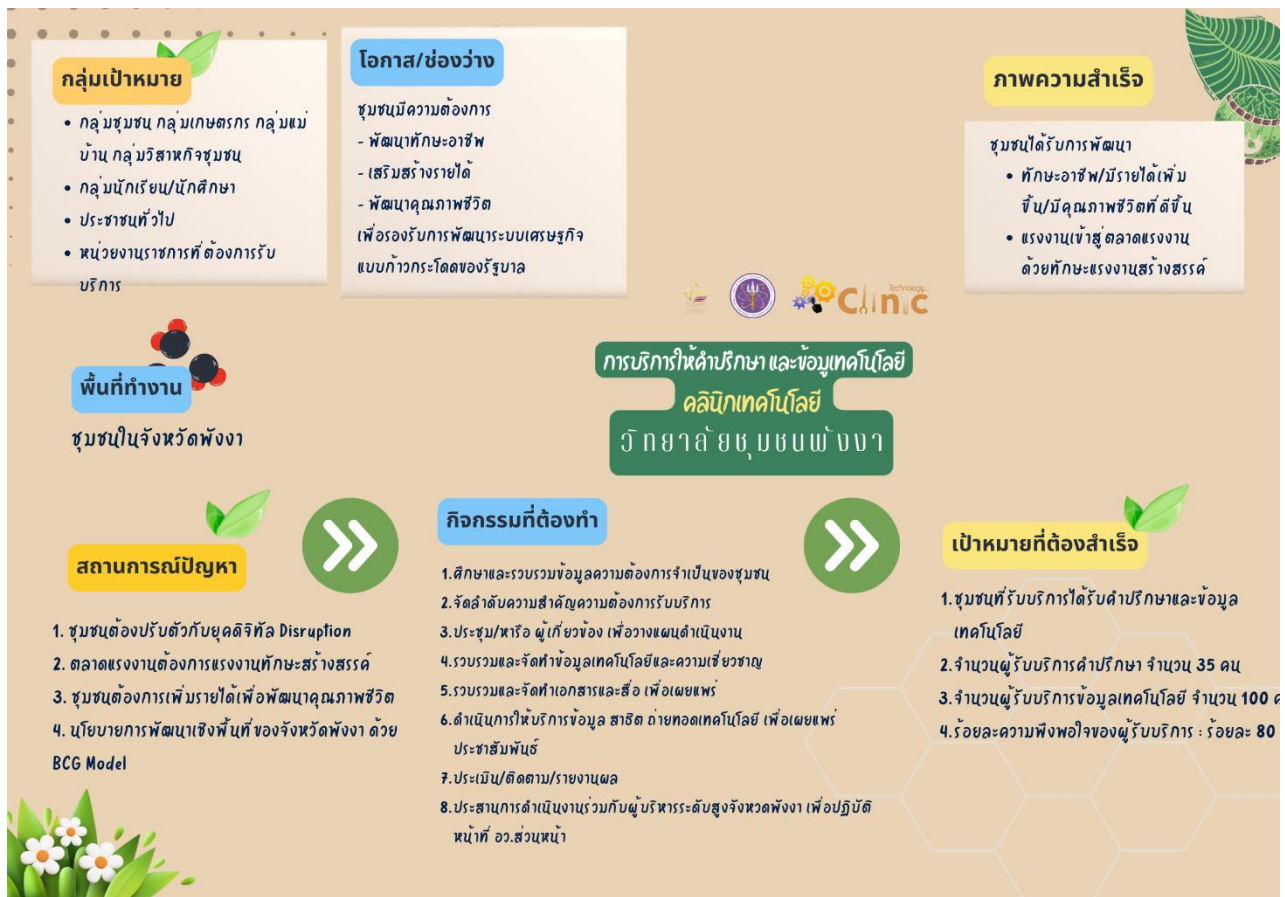 กลุ่มเป้าหมาย
• กลุ่มชุมชน กลุ่มเกษตรกร กลุ่มแม่
บ้าน กลุ่มวิสาหกิจชุมชน
• กลุ่มนักเรียน/นักศึกษา
• ประชาชนทั่วไป
• หน่วยงานราชการที่ต้องการรับ
บริการ
โอกาส/ช่องว่าง
ชุมชนมีความต้องการ
- พัฒนาทักษะอาชีพ
- เสริมสร้างรายได้
- พัฒนาคุณภาพชีวิต
เพื่อรองรับการพัฒนาระบบเศรษฐกิจ
แบบก้าวกระโดดของรัฐบาล
ภาพความสำเร็จ
ชุมชนได้รับการพัฒนา
• ทักษะอาชีพ/มีรายได้เพิ่ม
ขึ้น/มีคุณภาพชีวิตที่ดีขึ้น
• แรงงานเข้าสู่ตลาดแรงงาน
ด้วยทักษะแรงงานสร้างสรรค์
Technology
Clinic
พื้นที่ทำงาน
ชุมชนในจังหวัดพังงา
การบริการให้คำปรึกษา และข้อมูเทคโนโลยี
คลินิกเทคโนโลยี
วิทยาลัยชุมชนพังงา
สถานการณ์ปัญหา
1. ชุมชนต้องปรับตัวกับยุคดิจิทัล Disruption
2. ตลาดแรงงานต้องการแรงงานทักษะสร้างสรรค์
3. ชุมชนต้องการเพิ่มรายได้เพื่อพัฒนาคุณภาพชีวิต
4. นโยบายการพัฒนาเชิงพื้นที่ของจังหวัดพังงา ด้วย
BCG Model
กิจกรรมที่ต้องทำ
1.ศึกษาและรวบรวมข้อมูลความต้องการจำเป็นของชุมชน
2.จัดลำดับความสำคัญความต้องการรับบริการ
3.ประชุม/หารือ ผู้เกี่ยวข้อง เพื่อวางแผนดำเนินงาน
4.รวบรวมและจัดทำข้อมูลเทคโนโลยีและความเชี่ยวชาญ
5.รวบรวมและจัดทำเอกสารและสื่อ เพื่อเผยแพร่
6.ดำเนินการให้บริการข้อมูล สาธิต ถ่ายทอดเทคโนโลยี เพื่อเผยแพร่
ประชาสัมพันธ์
7.ประเมิน/ติดตาม/รายงานผล
8.ประสานการดำเนินงานร่วมกับผู้บริหารระดับสูงจังหวดพังงา เพื่อปฏิบัติ
หน้าที่ อว.ส่วนหน้า
เป้าหมายที่ต้องสำเร็จ
1.ชุมชนที่รับบริการได้รับคำปรึกษาและข้อมูล
เทคโนโลยี
2.จำนวนผู้รับบริการคำปรึกษา จำนวน 35 คน
3.จำนวนผู้รับบริการข้อมูลเทคโนโลยี จำนวน 100 ค
4.ร้อยละความพึงพอใจของผู้รับบริการ : ร้อยละ 80